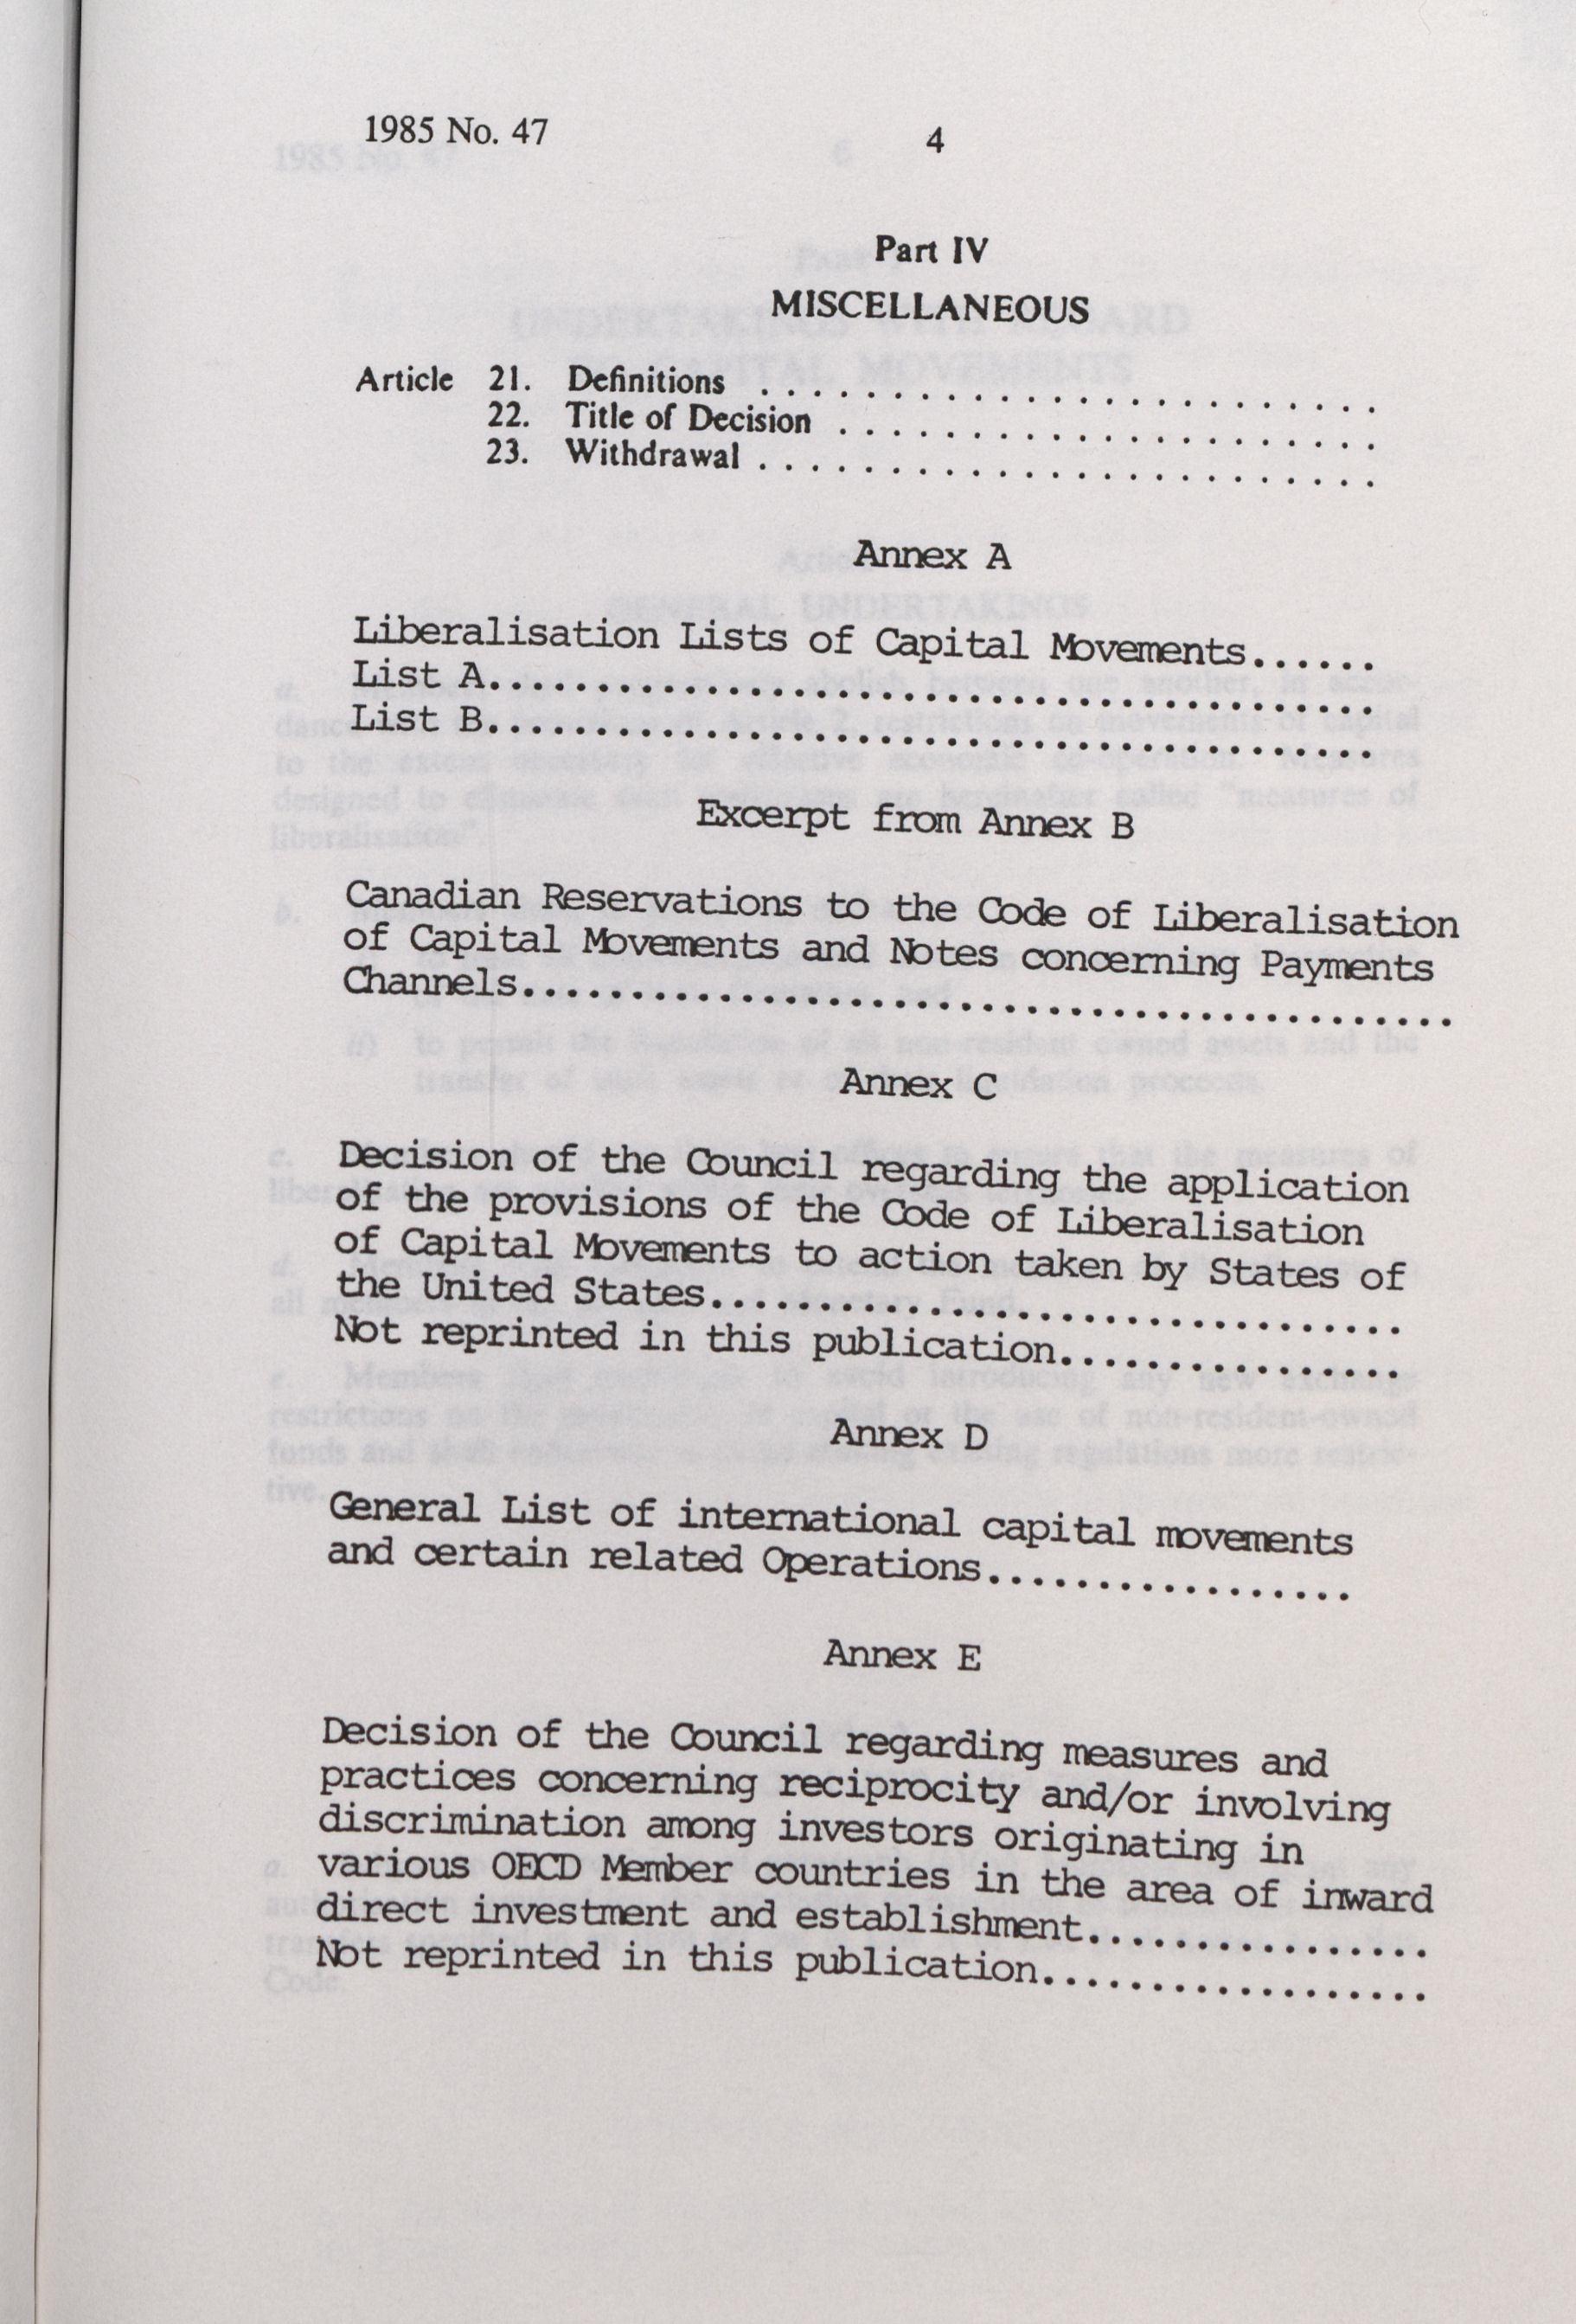 1985 No. 47
4
Part IV
MISCELLANEOUS
Article 21. Definitions . . . . . . . . . . . . . . . . . . . . . . . .
22. Title of Decision . . . . . . . . . . . . . . . . . . . . .
23. Withdrawal . . . . . . . . . . . . . . . . . . . . . . . .
Annex A
Liberalisation Lists of Capital Movements......
List A.......................................
List B.......................................
Excerpt from Annex B
Canadian Reservations to the Code of Liberalisation
of Capital Movements and Notes concerning Payments
Channels.........................................
Annex C
Decision of the Council regarding the application
of the provisions of the Code of Liberalisation
of Capital Movements to action taken by States of
the United States..............................
Not reprinted in this publication...............
Annex D
General List of international capital movements
and certain related Operations................
Annex E
Decision of the Council regarding measures and
practices concerning reciprocity and/or involving
discrimination among investors originating in
various OECD Member countries in the area of inward
direct investment and establishment...............
Not reprinted in this publication.................